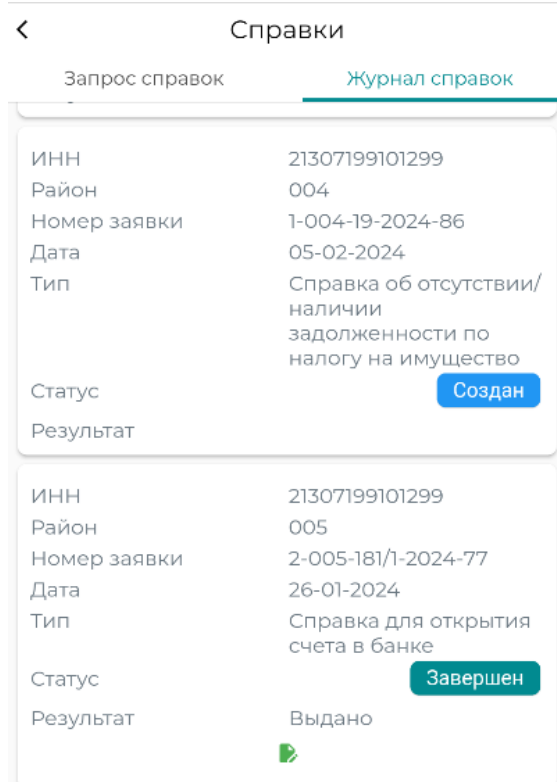 Справки
Запрос справок Журнал справок
ИНН 21307199101299
Район 004
Номер заявки 1-004-19-2024-86
Дата 05-02-2024
Тип Справка об отсутствии/
наличии
задолженности по
налогу на имущество
Статус Создан
Результат
ИНН 21307199101299
Район 005
Номер заявки 2-005-181/1-2024-77
Дата 26-01-2024
Тип Справка для открытия
счета в банке
Статус Завершен
Результат Выдано